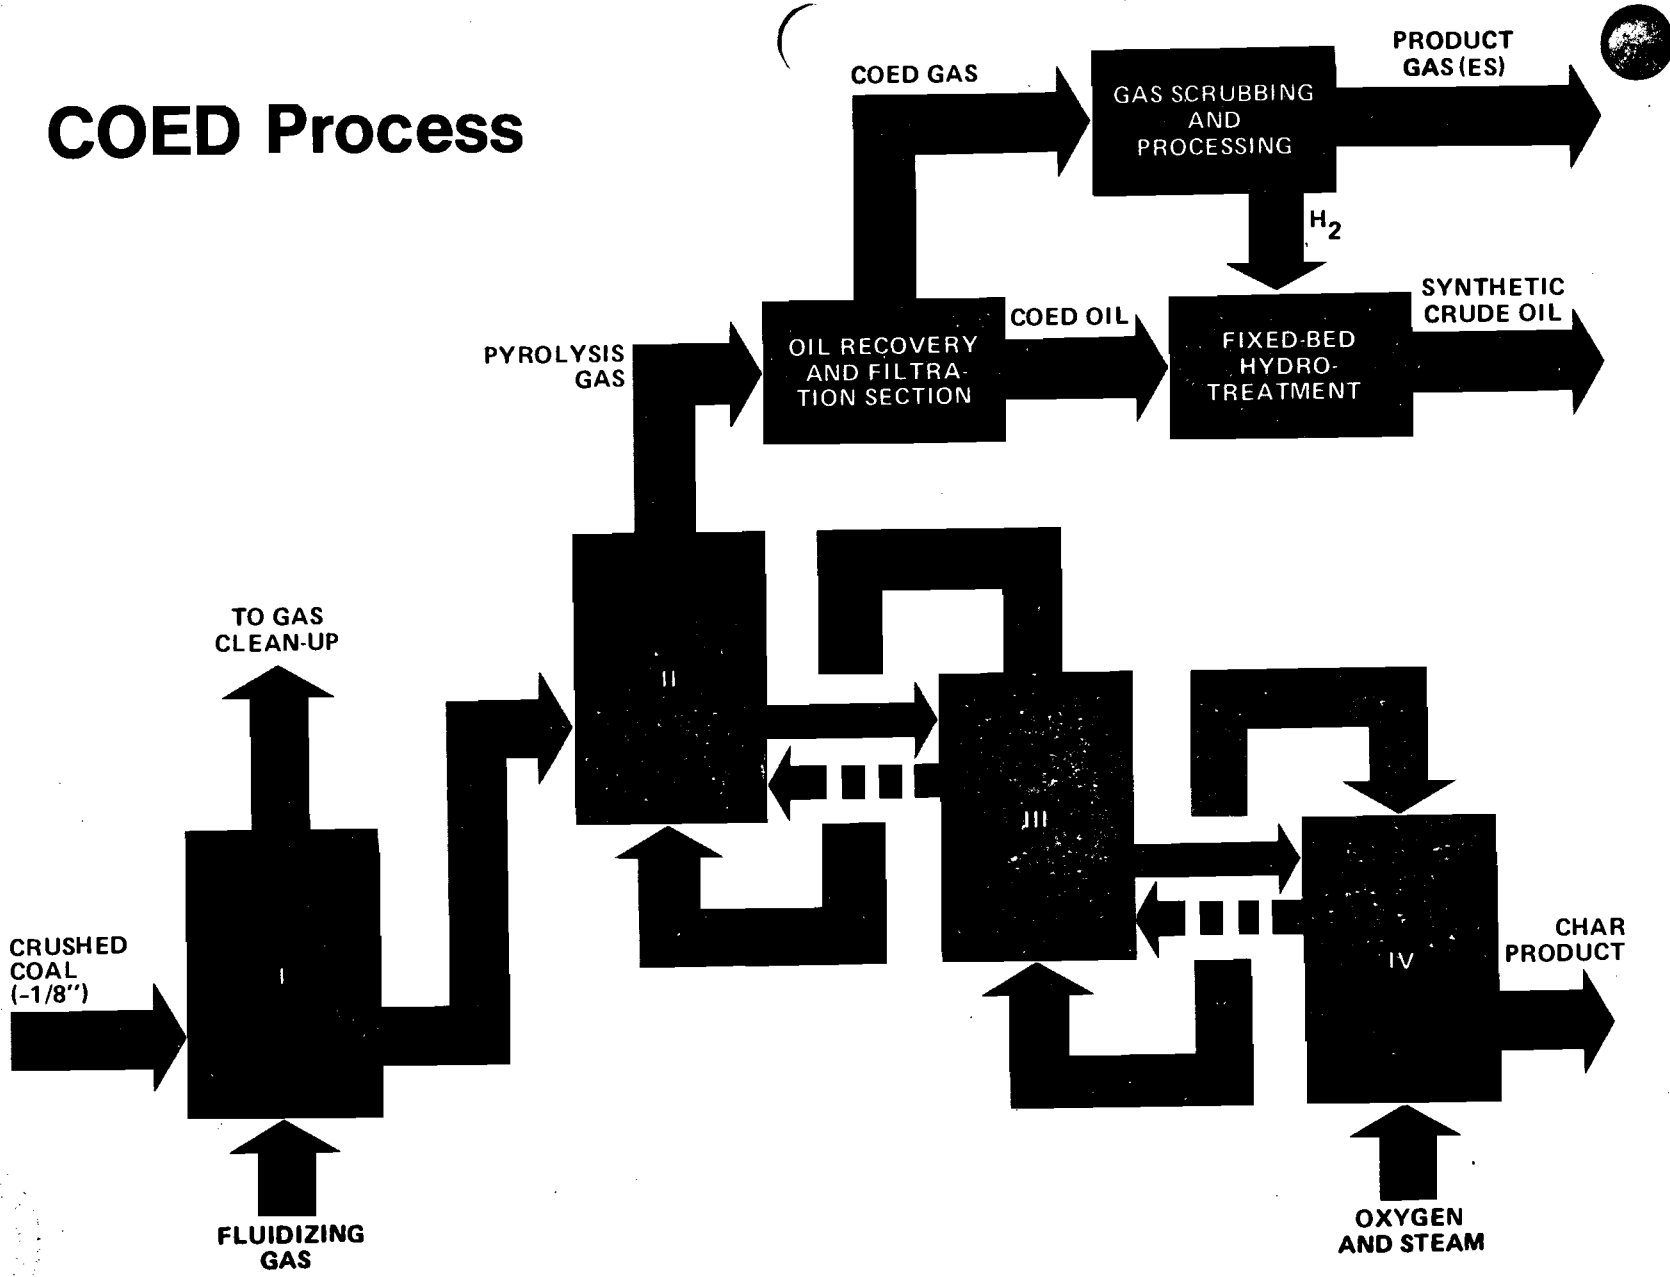 COED Process
COED GAS
GAS SCRUBBING
AND
PROCESSING
PRODUCT
GAS (ES)
H2
PYROLYSIS
GAS
OIL RECOVERY
AND FILTRA-
TION SECTION
COED OIL
FIXED-BED
HYDRO-
TREATMENT
SYNTHETIC
CRUDE OIL
TO GAS
CLEAN-UP
II
III
CRUSHED
COAL
(-1/8")
I
IV
CHAR
PRODUCT
FLUIDIZING
GAS
OXYGEN
AND STEAM